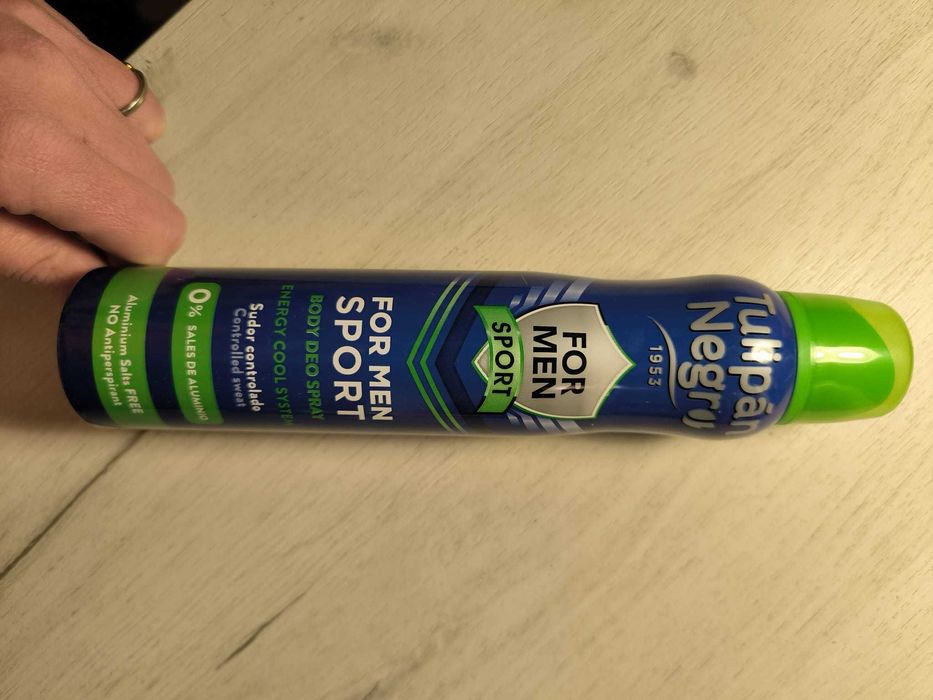 Tulipán
Negro
1953
FOR
MEN
SPORT
FOR MEN
SPORT
BODY DEO SPRAY
ENERGY COOL SYSTEM
Sudor controlado
Controlled sweat
0% SALES DE ALUMINIO
Aluminium Salts FREE
NO Antiperspirant